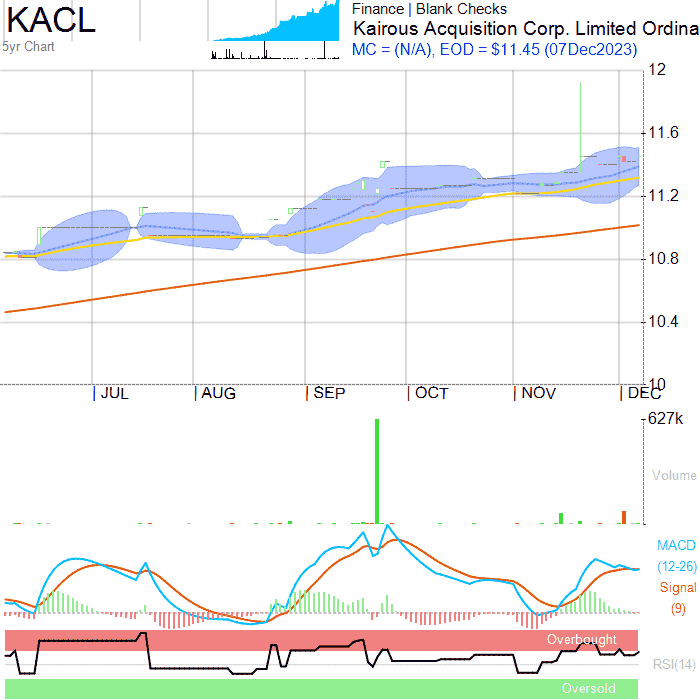 KACL
5yr Chart
Finance | Blank Checks
Kairous Acquisition Corp. Limited Ordina
MC = (N/A), EOD = $11.45 (07Dec2023)
12
11.6
11.2
10.8
10.4
10
JUL AUG SEP OCT NOV DEC
627k
Volume
MACD
(12-26)
Signal
(9)
Overbought
RSI(14)
Oversold